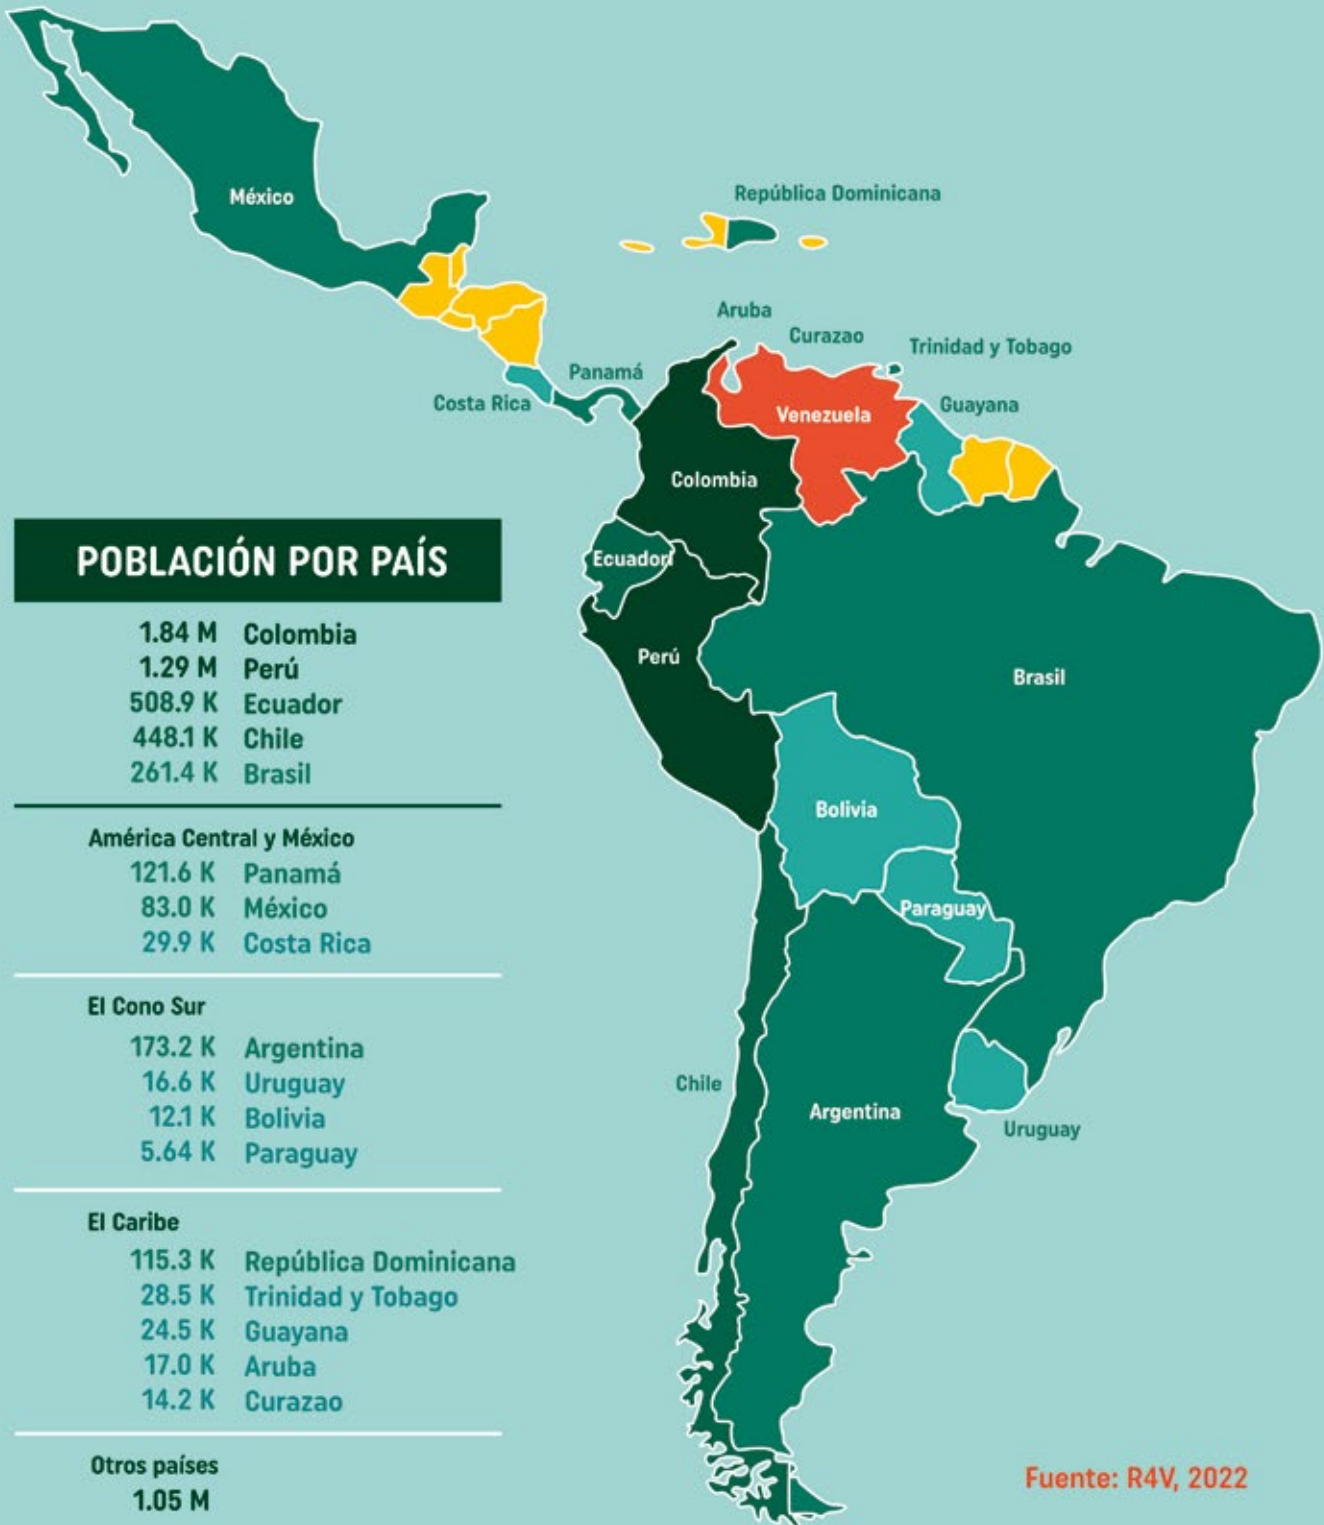 México
República Dominicana
Aruba
Curazao
Trinidad y Tobago
Panamá
Costa Rica
Venezuela
Guayana
Colombia
Ecuador
Perú
Brasil
Bolivia
Paraguay
Chile
Argentina
Uruguay
POBLACIÓN POR PAÍS
1.84 M Colombia
1.29 M Perú
508.9 K Ecuador
448.1 K Chile
261.4 K Brasil
América Central y México
121.6 K Panamá
83.0 K México
29.9 K Costa Rica
El Cono Sur
173.2 K Argentina
16.6 K Uruguay
12.1 K Bolivia
5.64 K Paraguay
El Caribe
115.3 K República Dominicana
28.5 K Trinidad y Tobago
24.5 K Guayana
17.0 K Aruba
14.2 K Curazao
Otros países
1.05 M
Fuente: R4V, 2022